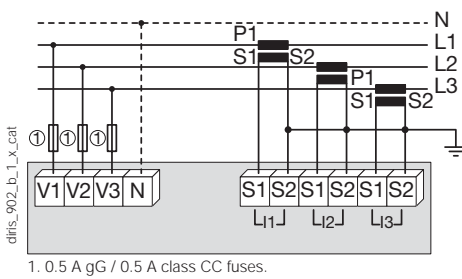 N
P1
L1
S1 S2
L2
P1
L3
S1 S2
① ① ①
V1 V2 V3 N
S1 S2 S1 S2 S1 S2
I1 I2 I3
diris_902_b_1_x_cat
1. 0.5 A gG / 0.5 A class CC fuses.